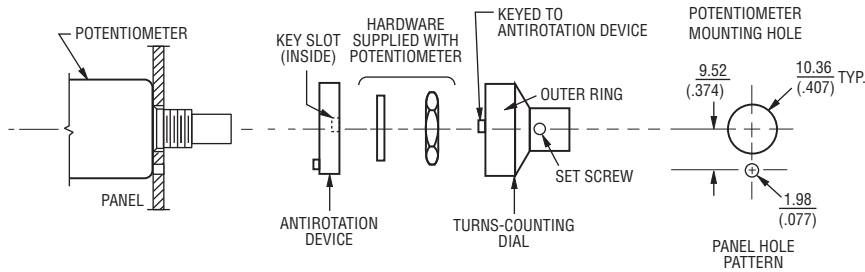 POTENTIOMETER
PANEL
KEY SLOT
(INSIDE)
ANTIROTATION
DEVICE
HARDWARE
SUPPLIED WITH
POTENTIOMETER
KEYED TO
ANTIROTATION DEVICE
OUTER RING
SET SCREW
TURNS-COUNTING
DIAL
POTENTIOMETER
MOUNTING HOLE
9.52
(.374)
10.36
(.407) TYP.
1.98
(.077)
PANEL HOLE
PATTERN